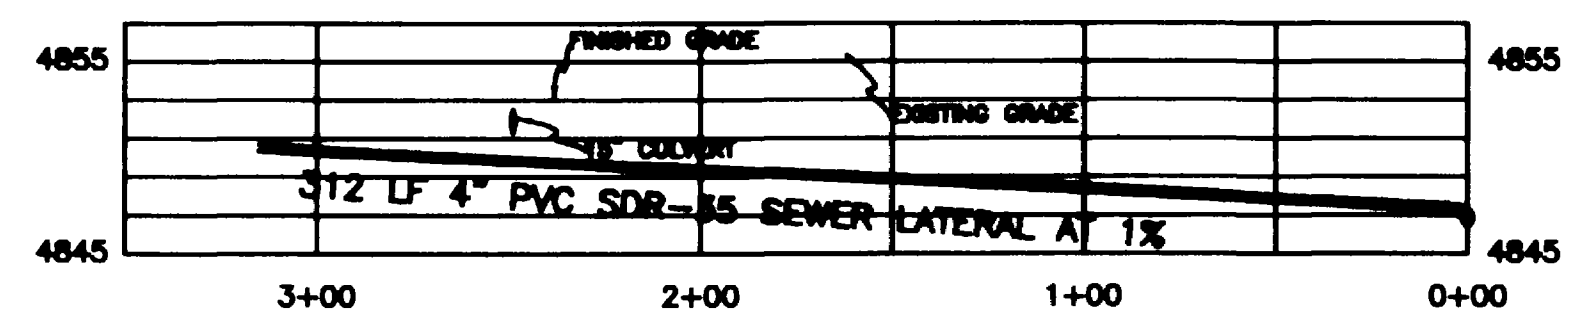 FINISHED GRADE
4855
4855
EXISTING GRADE
15" CULVERT
312 LF 4" PVC SDR-35 SEWER LATERAL AT 1%
4845
4845
3+00
2+00
1+00
0+00